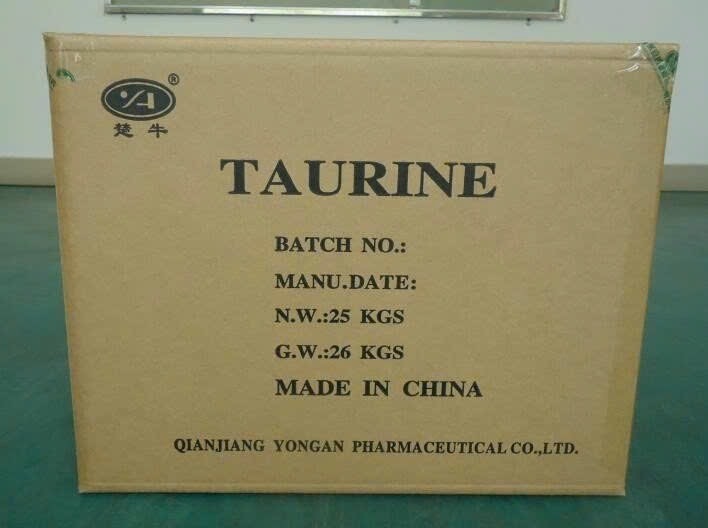 YA®
楚牛
TAURINE
BATCH NO.:
MANU.DATE:
N.W.:25 KGS
G.W.:26 KGS
MADE IN CHINA
QIANJIANG YONGAN PHARMACEUTICAL CO.,LTD.